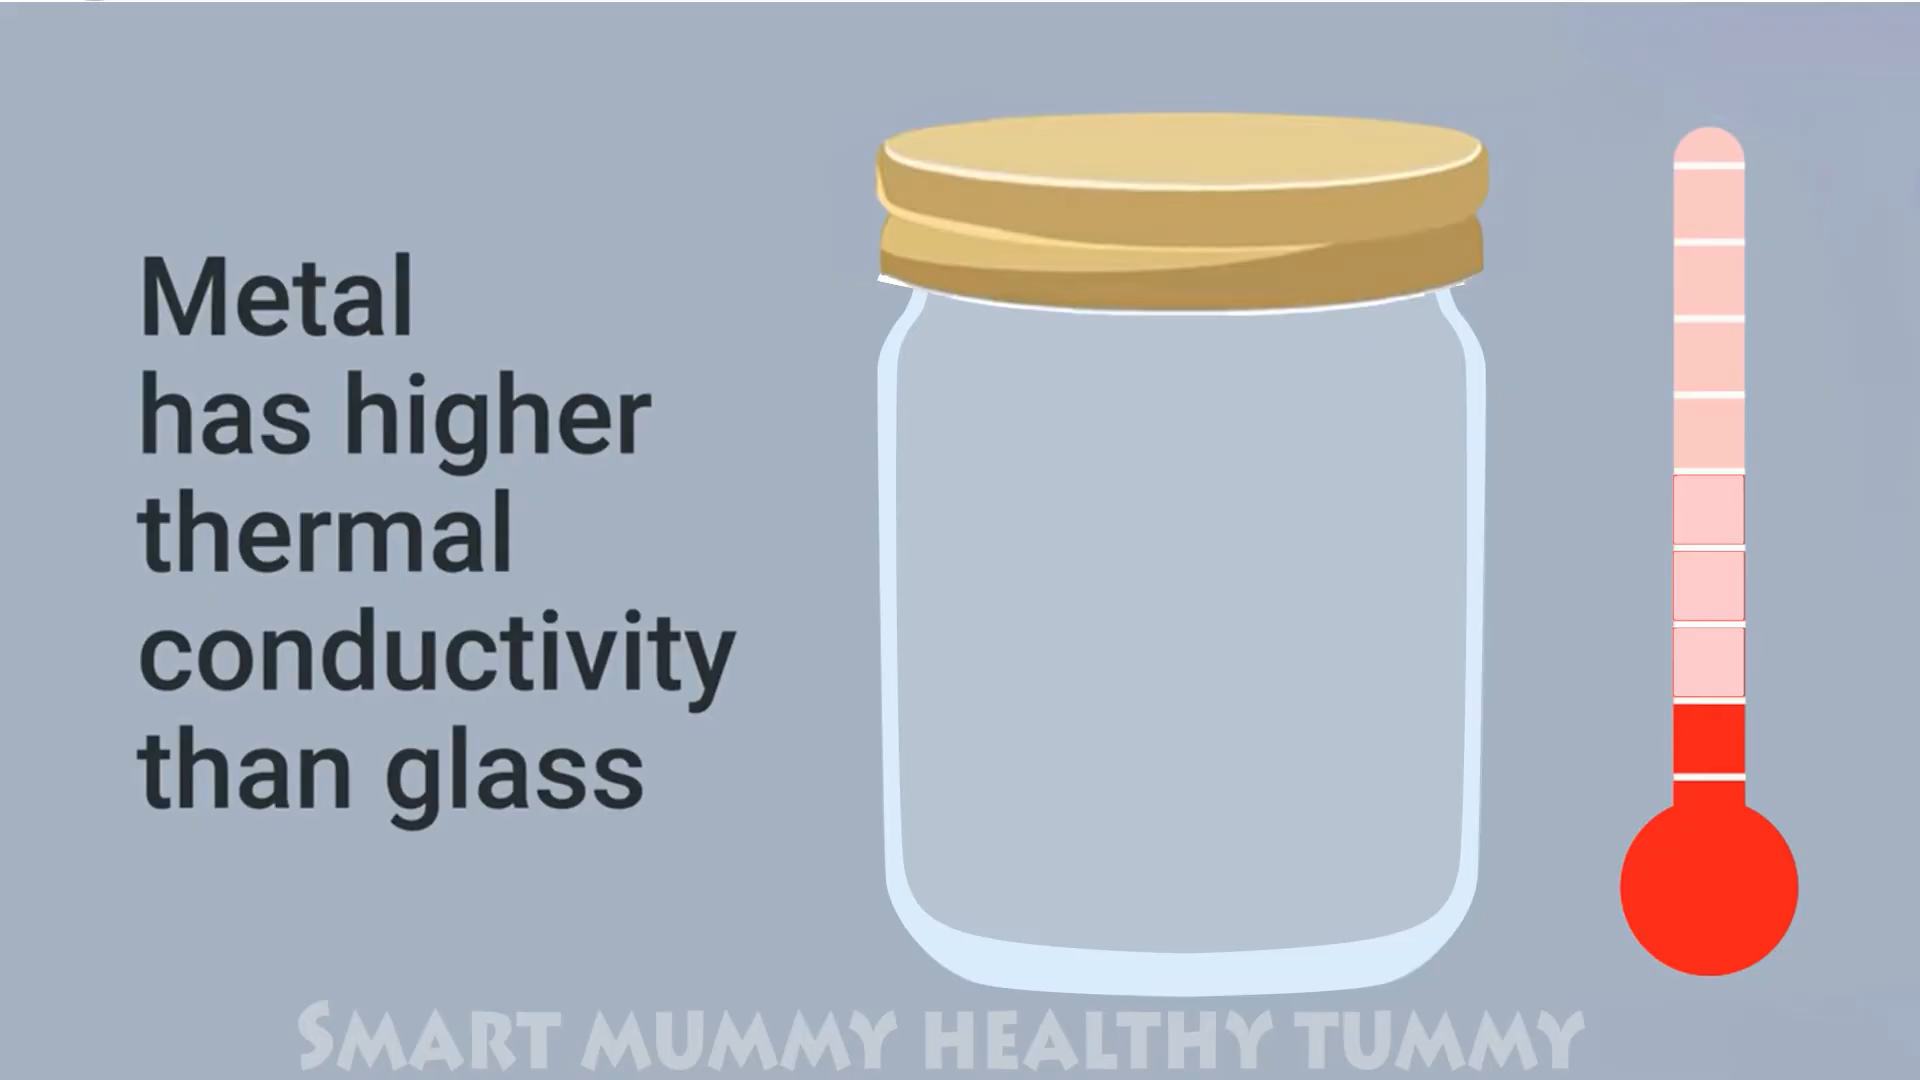 Metal
has higher
thermal
conductivity
than glass
SMART MUMMY HEALTHY TUMMY